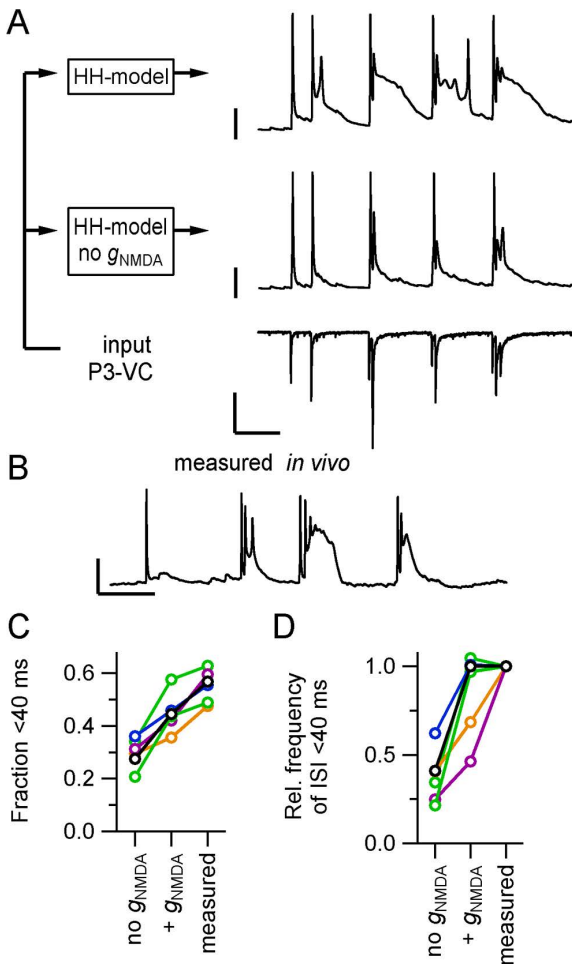 A
HH-model
HH-model
no gNMDA
input
P3-VC
B
measured in vivo
C
D
Fraction <40 ms
0.6
0.4
0.2
0.0
no gNMDA
+ gNMDA
measured
Rel. frequency
of ISI <40 ms
1.0
0.5
0.0
no gNMDA
+ gNMDA
measured